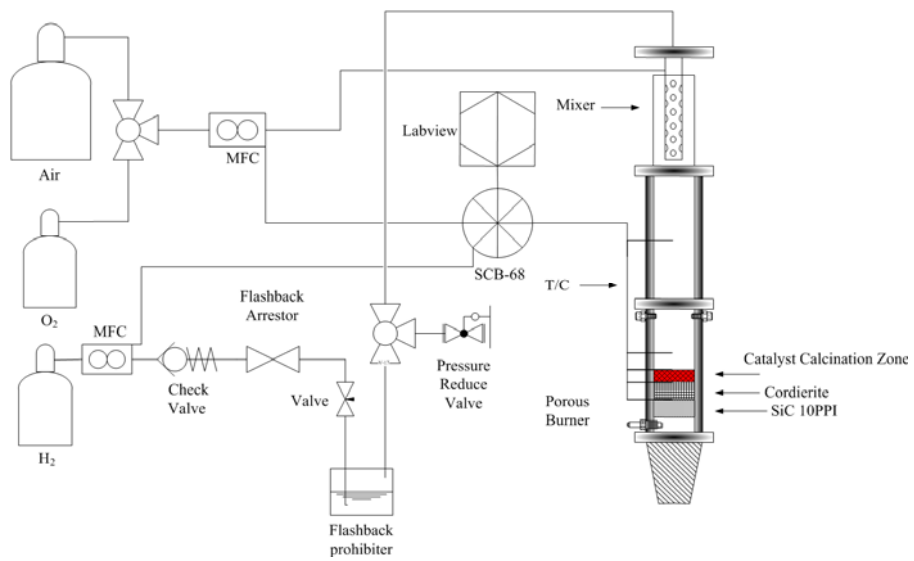 Air
MFC
Labview
Mixer
SCB-68
T/C
O₂
Flashback
Arrestor
MFC
H₂
Check
Valve
Valve
Pressure
Reduce
Valve
Porous
Burner
Catalyst Calcination Zone
Cordierite
SiC 10PPI
Flashback
prohibiter